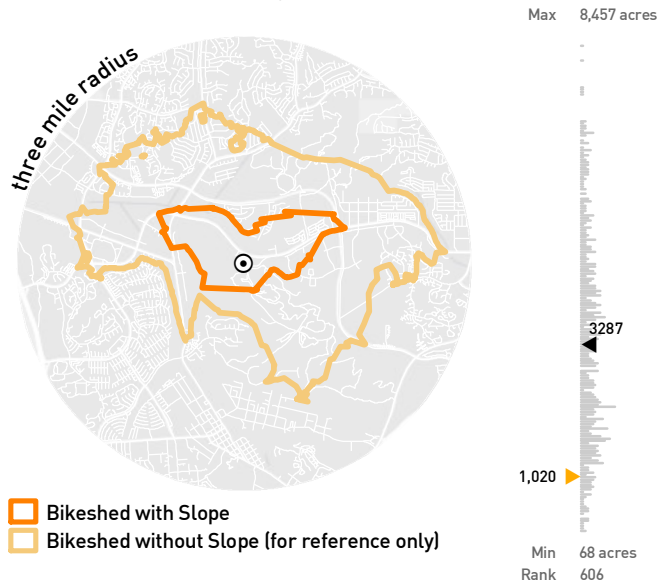 Max 8,457 acres
three mile radius
3287
1,020
Bikeshed with Slope
Bikeshed without Slope (for reference only)
Min 68 acres
Rank 606